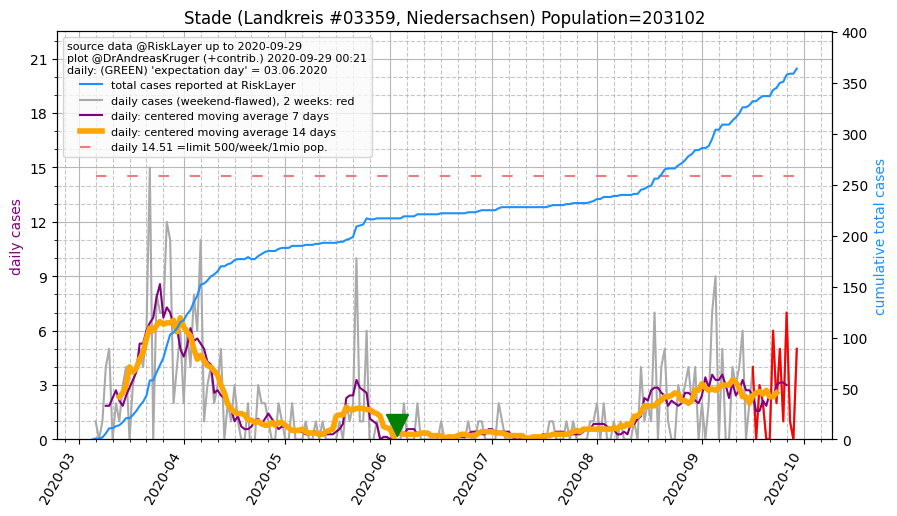 Stade (Landkreis #03359, Niedersachsen) Population=203102
source data @RiskLayer up to 2020-09-29
plot @DrAndreasKruger (+contrib.) 2020-09-29 00:21
daily: (GREEN) 'expectation day' = 03.06.2020
total cases reported at RiskLayer
daily cases (weekend-flawed), 2 weeks: red
daily: centered moving average 7 days
daily: centered moving average 14 days
daily 14.51 =limit 500/week/1mio pop.
daily cases
21
18
15
12
9
6
3
0
cumulative total cases
400
350
300
250
200
150
100
50
0
2020-03
2020-04
2020-05
2020-06
2020-07
2020-08
2020-09
2020-10